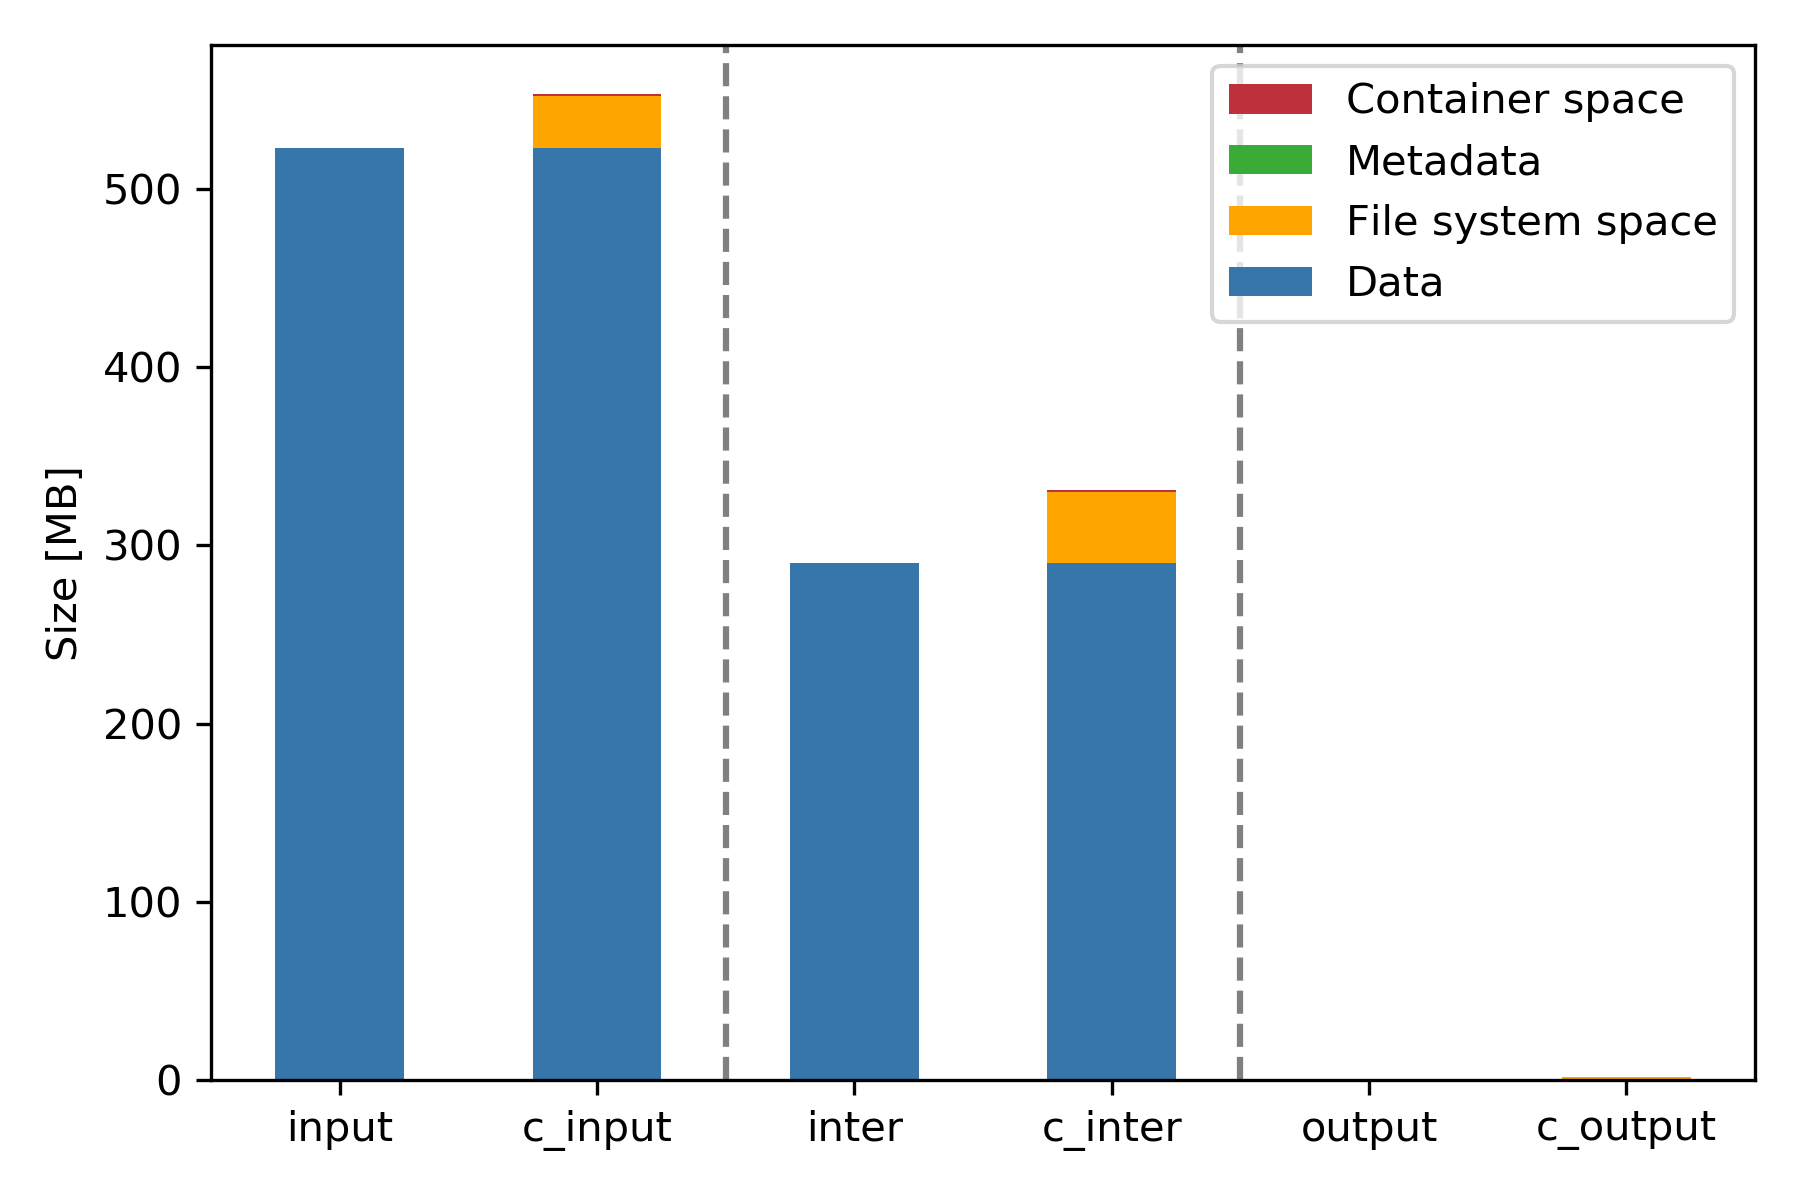 Container space
Metadata
File system space
Data
500
400
300
200
100
0
Size [MB]
input
c_input
inter
c_inter
output
c_output